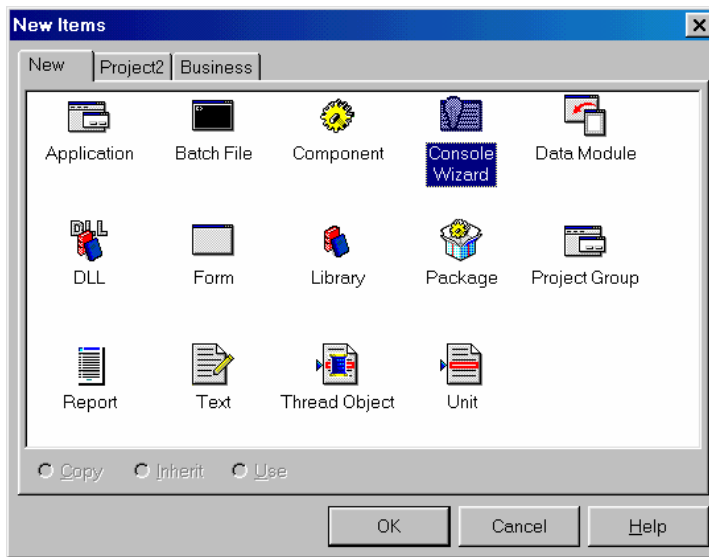 New Items
New Project2 Business
Application Batch File Component Console Wizard Data Module
DLL Form Library Package Project Group
Report Text Thread Object Unit
Copy Inherit Use
OK Cancel Help